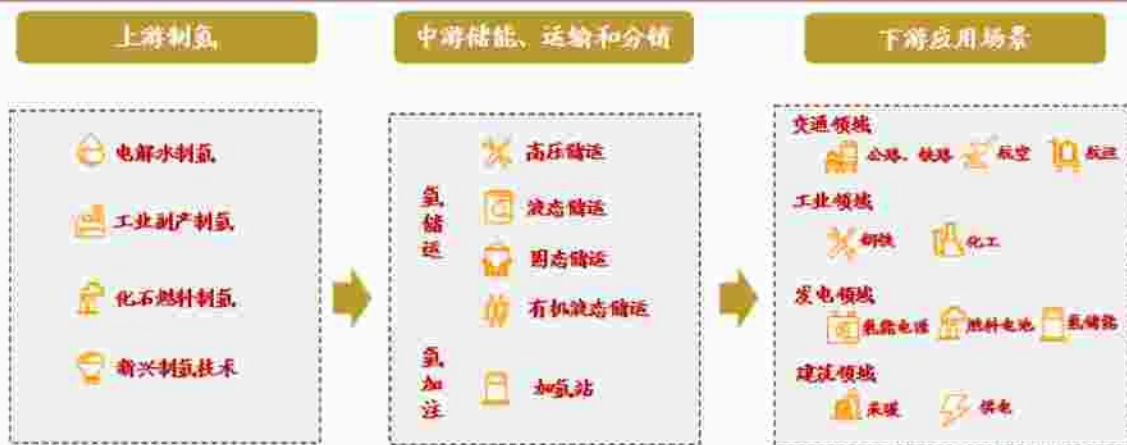 上游制氢
中游储能、运输和分销
下游应用场景
电解水制氢
工业副产制氢
化石燃料制氢
新兴制氢技术
氢储运
高压储运
液态储运
固态储运
有机液态储运
氢加注
加氢站
交通领域
公路、铁路 航空 航运
工业领域
钢铁 化工
发电领域
氢能电源 燃料电池 氢储能
建筑领域
采暖 供电